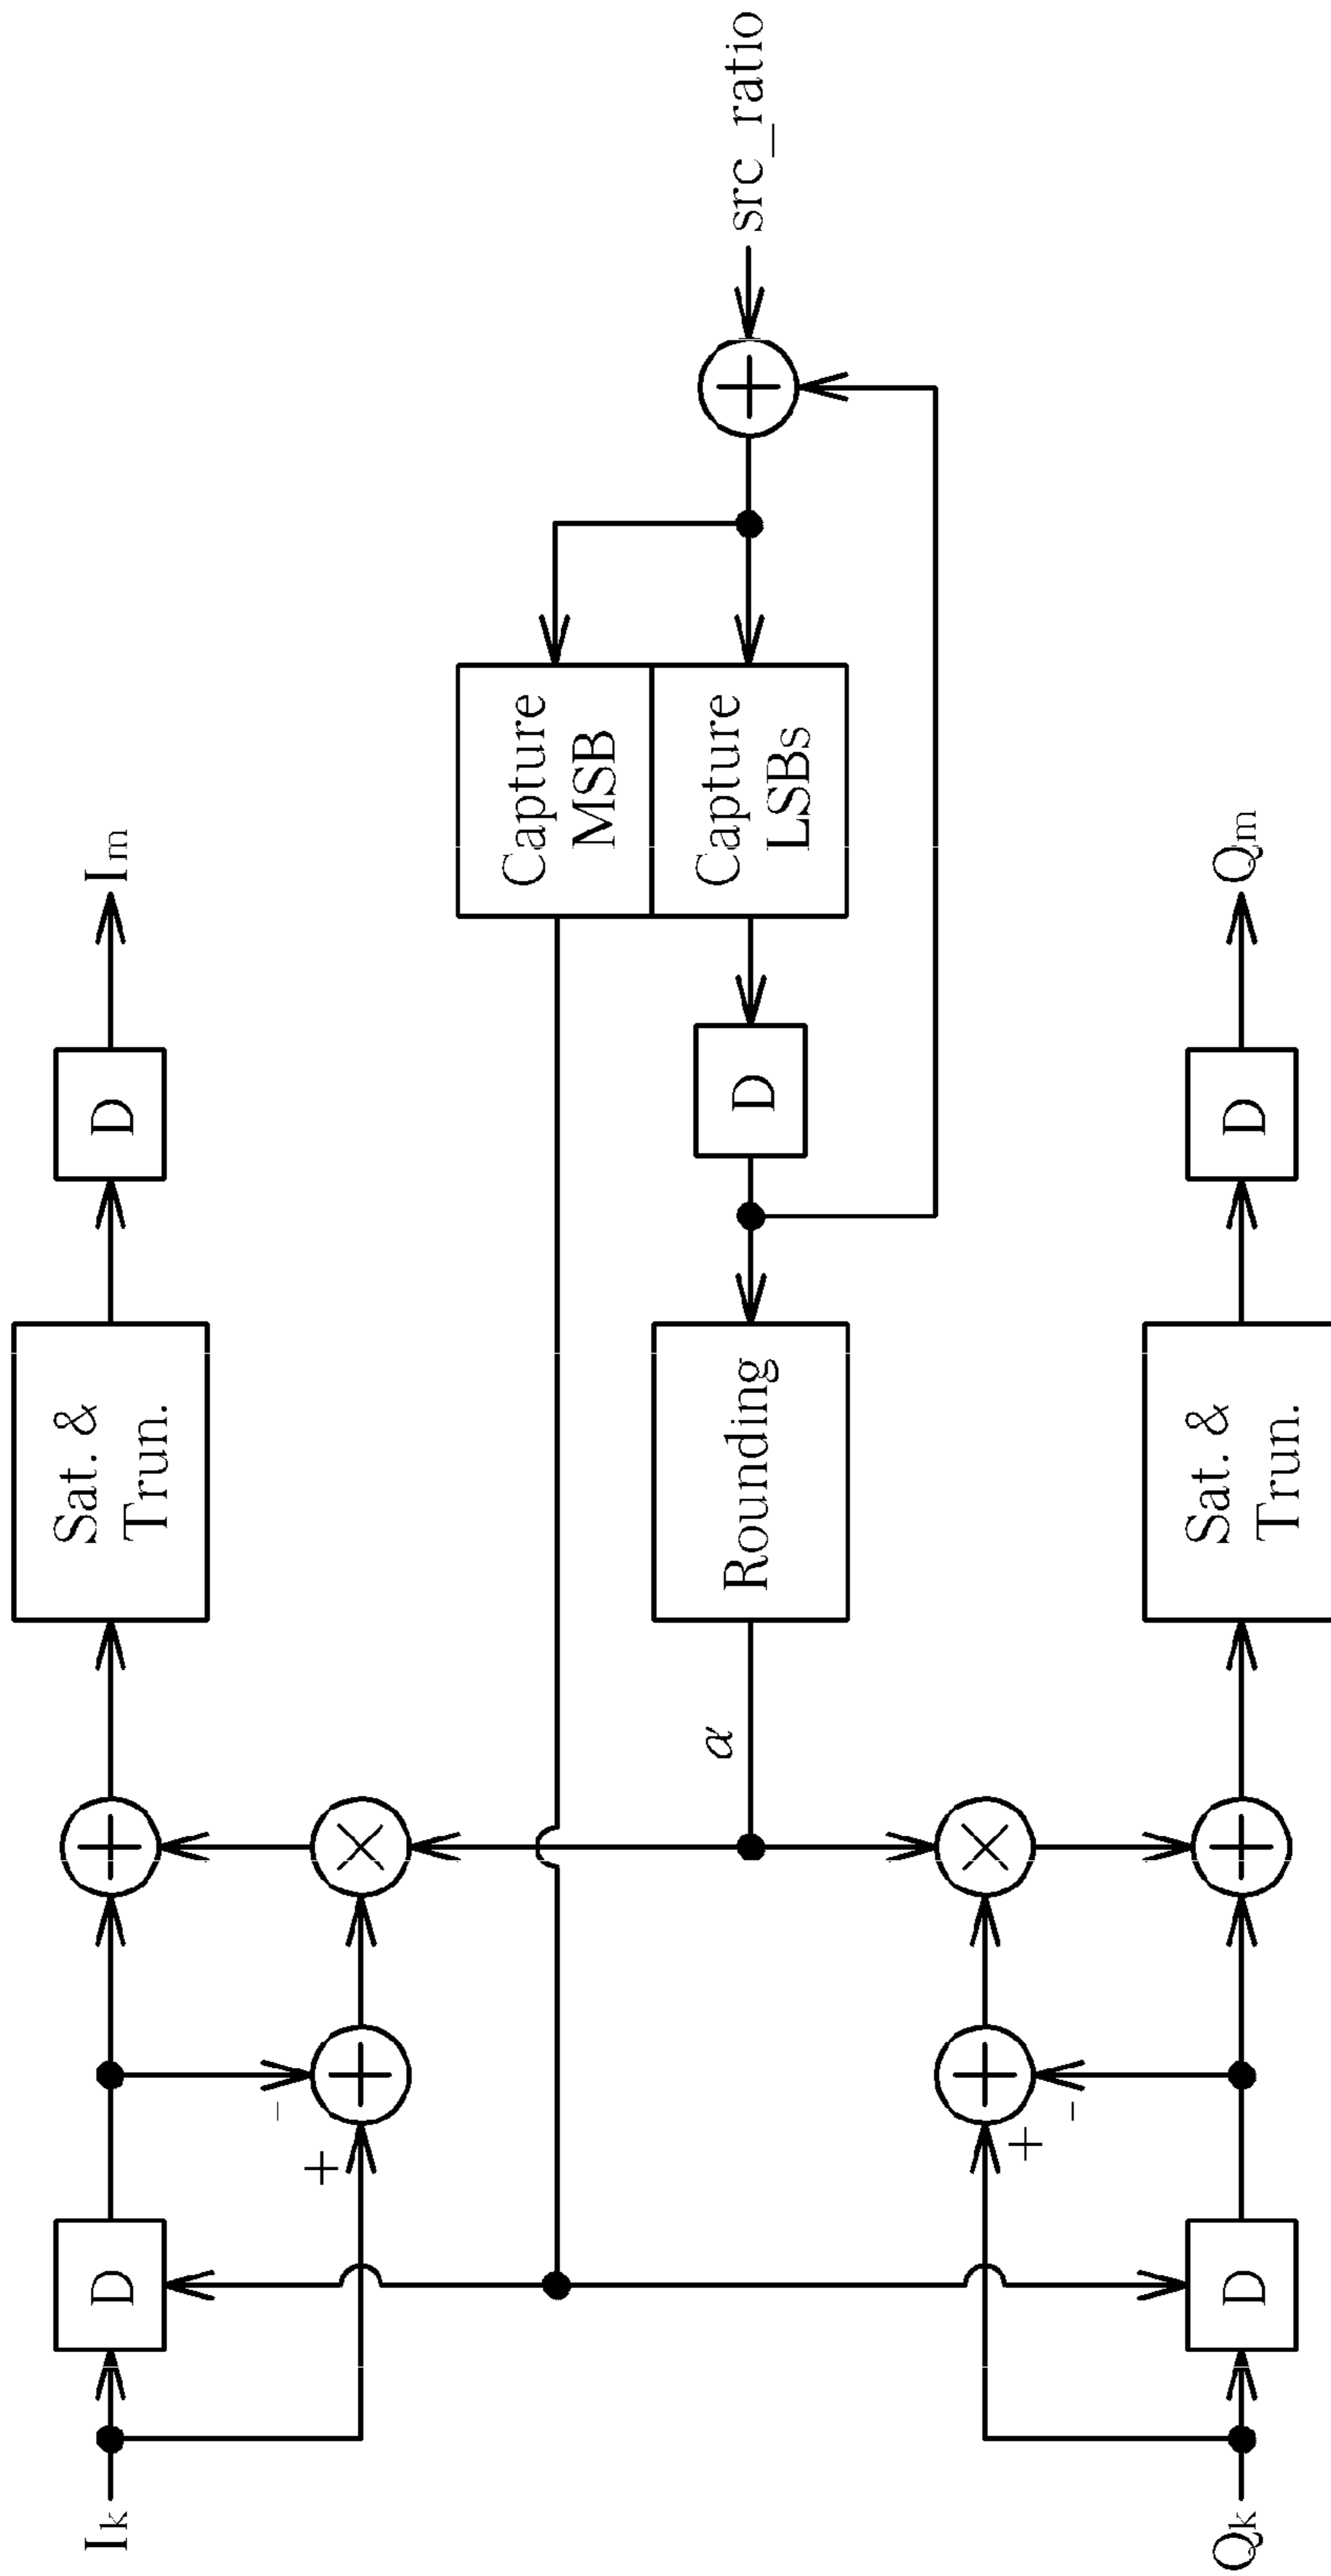 I_k
D
-
+
Sat. &
Trun.
D
I_m
α
Rounding
D
Capture
MSB
Capture
LSBs
src_ratio
Q_k
D
+
-
Sat. &
Trun.
D
Q_m